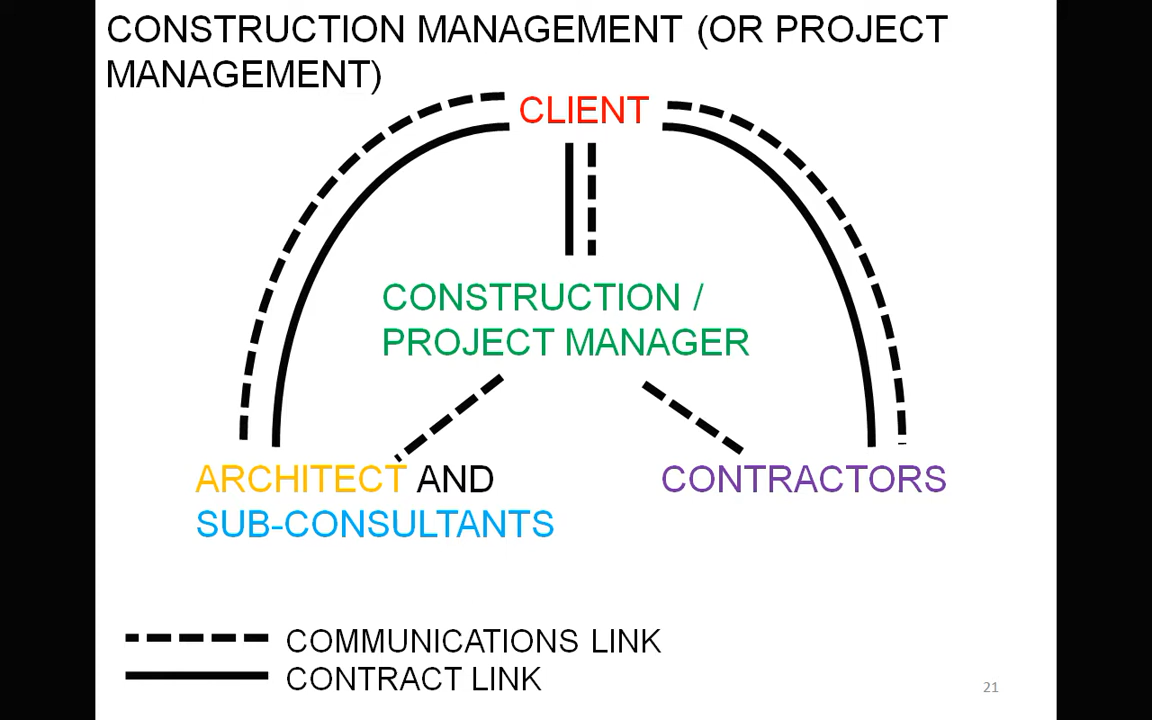 CONSTRUCTION MANAGEMENT (OR PROJECT
MANAGEMENT)
CLIENT
CONSTRUCTION /
PROJECT MANAGER
ARCHITECT AND
SUB-CONSULTANTS
CONTRACTORS
COMMUNICATIONS LINK
CONTRACT LINK
21